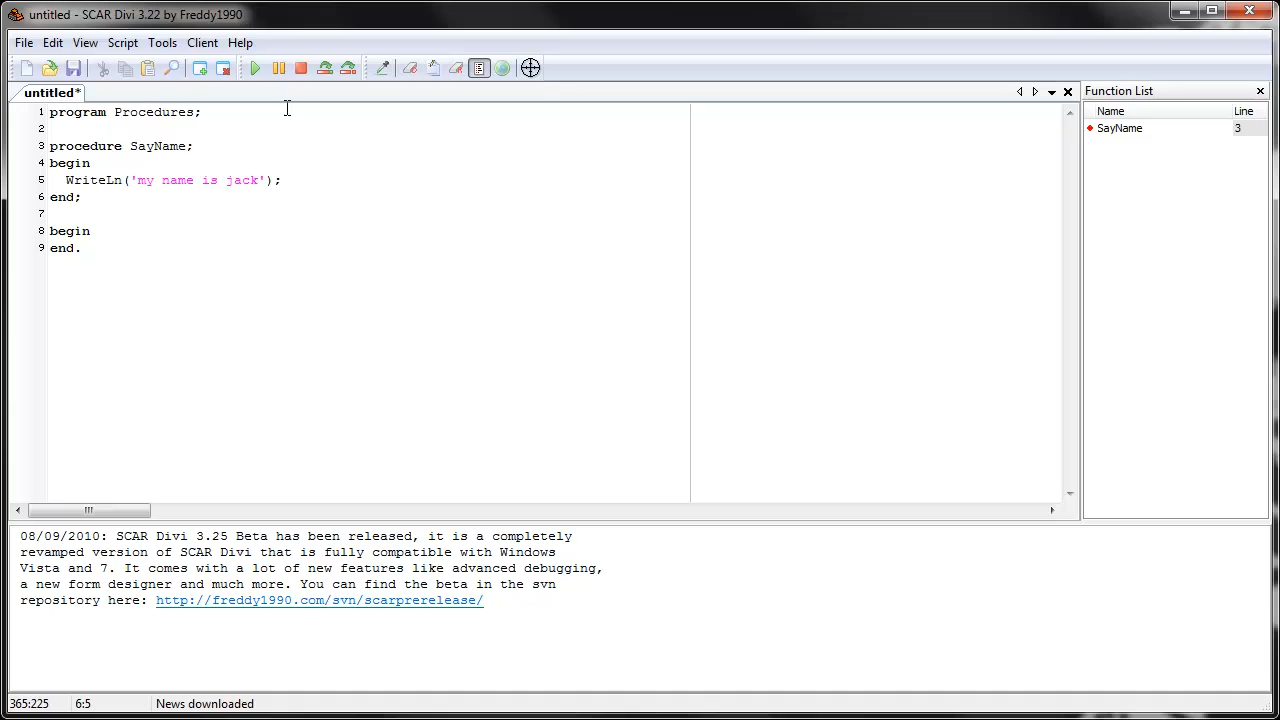 untitled - SCAR Divi 3.22 by Freddy1990
File Edit View Script Tools Client Help
untitled*
Function List
1 program Procedures;
2
3 procedure SayName;
4 begin
5 WriteLn('my name is jack');
6 end;
7
8 begin
9 end.
Name Line
SayName 3
08/09/2010: SCAR Divi 3.25 Beta has been released, it is a completely
revamped version of SCAR Divi that is fully compatible with Windows
Vista and 7. It comes with a lot of new features like advanced debugging,
a new form designer and much more. You can find the beta in the svn
repository here: http://freddy1990.com/svn/scarprerelease/
365:225 6:5 News downloaded